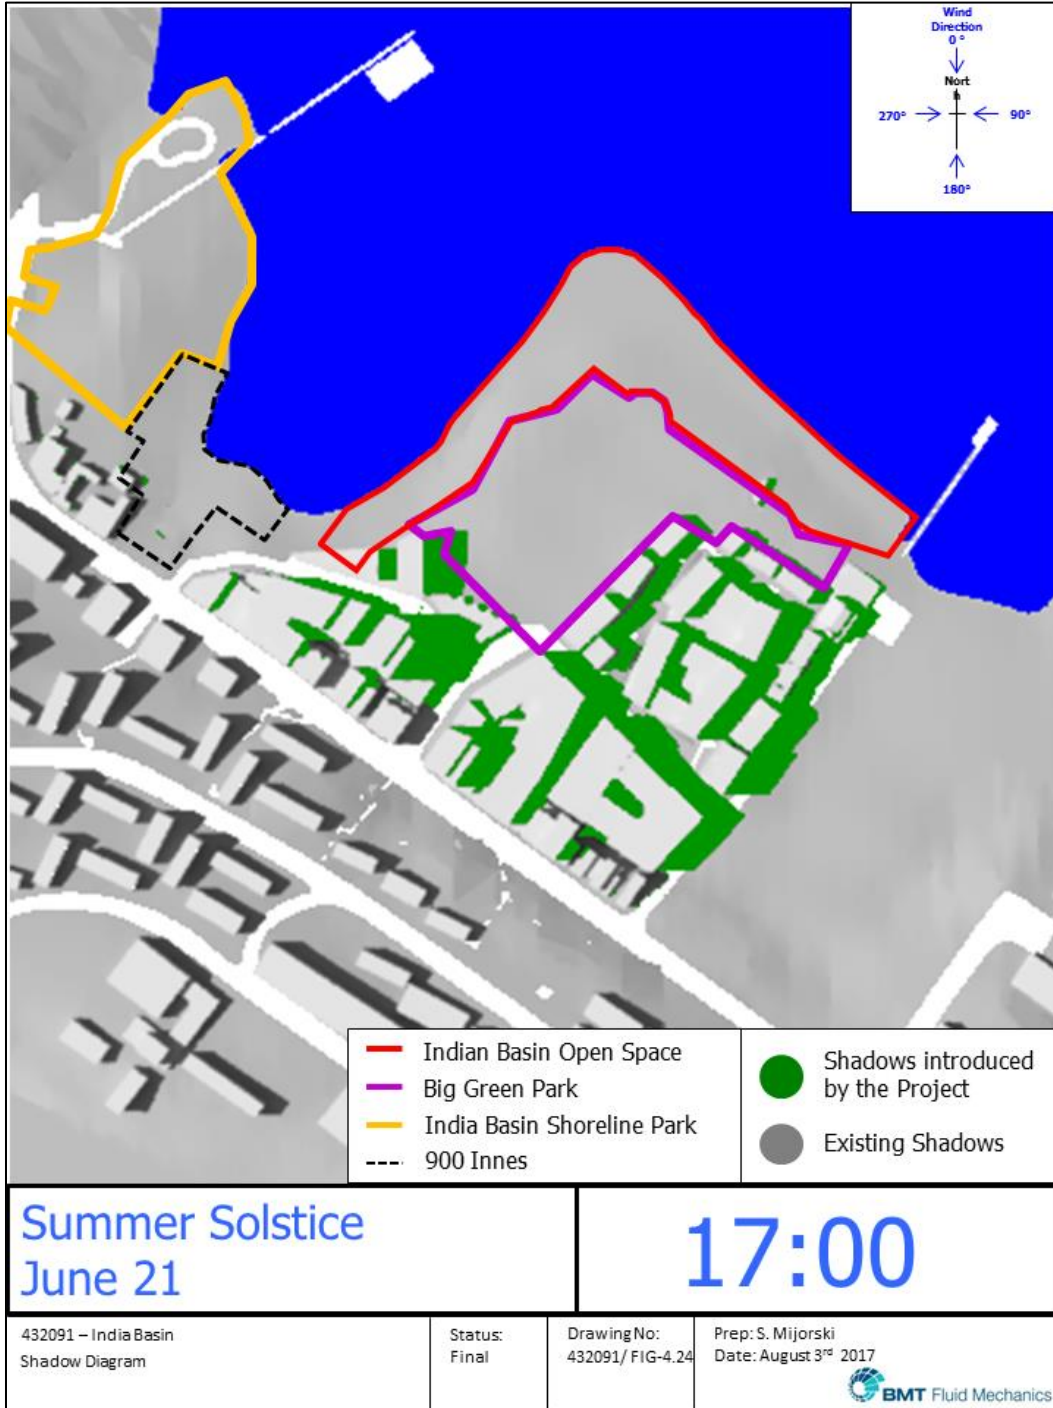 Wind
Direction
0 °
Nort
h
270°
90°
180°
Indian Basin Open Space
Big Green Park
India Basin Shoreline Park
900 Innes
Shadows introduced
by the Project
Existing Shadows
Summer Solstice
June 21
17:00
432091 – India Basin
Shadow Diagram
Status:
Final
Drawing No:
432091/ FIG-4.24
Prep: S. Mijorski
Date: August 3rd 2017
BMT Fluid Mechanics